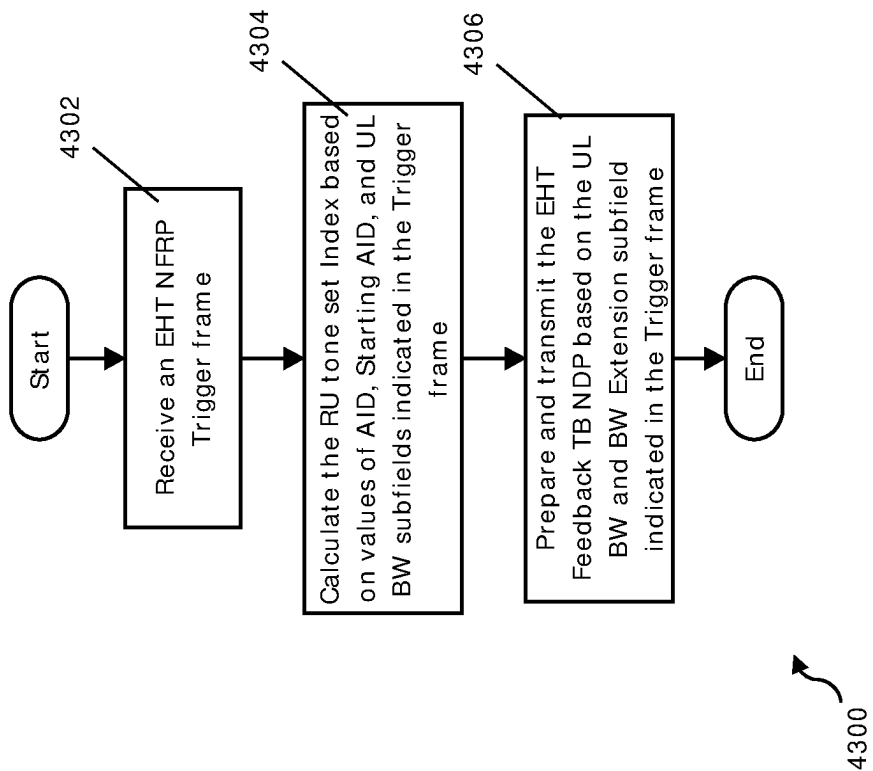 Start
4302
Receive an EHT NFRP
Trigger frame
4304
Calculate the RU tone set Index based
on values of AID, Starting AID, and UL
BW subfields indicated in the Trigger
frame
4306
Prepare and transmit the EHT
Feedback TB NDP based on the UL
BW and BW Extension subfield
indicated in the Trigger frame
End
4300